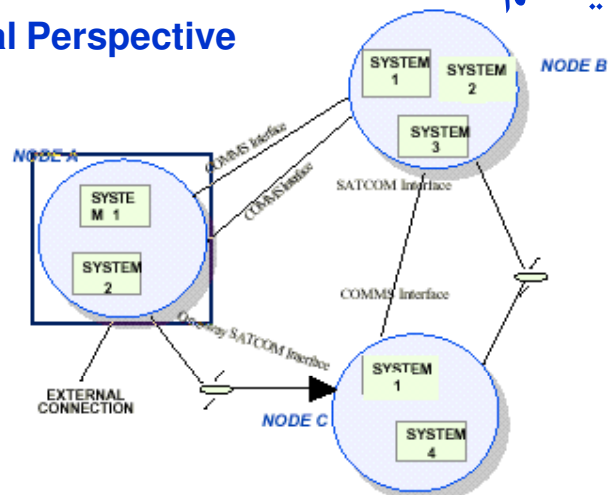 al Perspective
SYSTEM
1
SYSTEM
2
SYSTEM
3
NODE B
COMMS Interface
COMMS Interface
SATCOM Interface
NODE A
SYSTE
M 1
SYSTEM
2
COMMS Interface
One-way SATCOM Interface
EXTERNAL
CONNECTION
NODE C
SYSTEM
1
SYSTEM
4